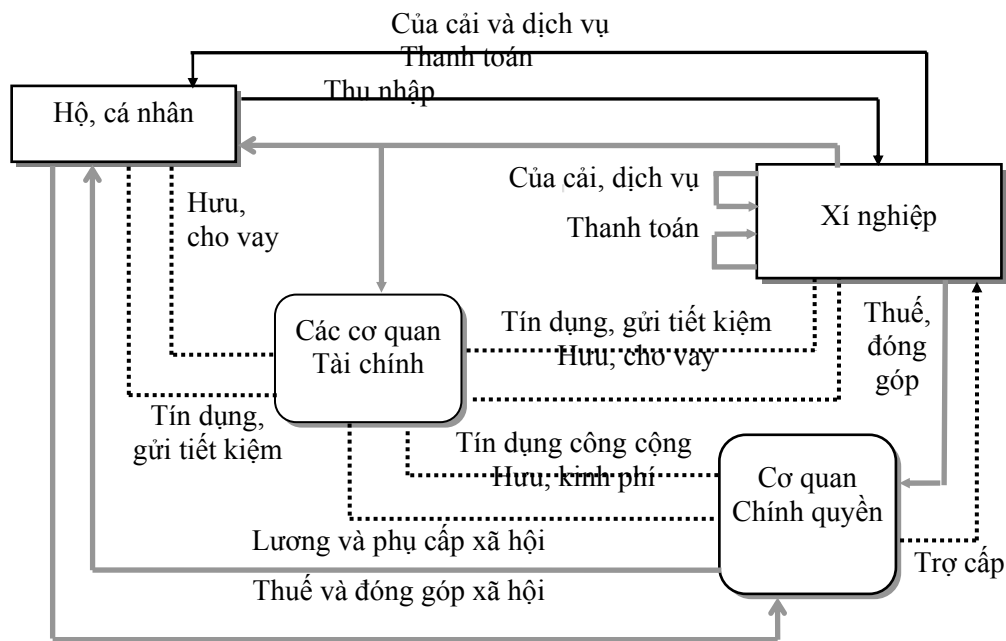 Của cải và dịch vụ
Thanh toán
Thu nhập
Hộ, cá nhân
Của cải, dịch vụ
Xí nghiệp
Thanh toán
Hưu,
cho vay
Các cơ quan
Tài chính
Tín dụng, gửi tiết kiệm
Hưu, cho vay
Thuế,
đóng
góp
Tín dụng,
gửi tiết kiệm
Tín dụng công cộng
Hưu, kinh phí
Cơ quan
Chính quyền
Lương và phụ cấp xã hội
Trợ cấp
Thuế và đóng góp xã hội